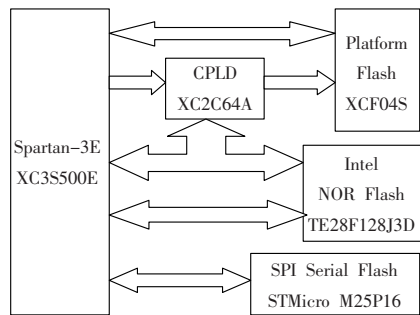 Spartan-3E
XC3S500E
CPLD
XC2C64A
Platform
Flash
XCF04S
Intel
NOR Flash
TE28F128J3D
SPI Serial Flash
STMicro M25P16